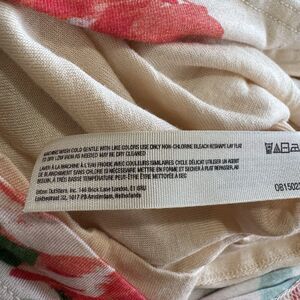 MACHINE WASH COLD GENTLE WITH LIKE COLORS USE ONLY NON-CHLORINE BLEACH RESHAPE LAY FLAT
TO DRY LOW IRON AS NEEDED MAY BE DRY CLEANED
LAVER À LA MACHINE À L'EAU FROIDE AVEC COULEURS SIMILAIRES CYCLE DÉLICAT UTILISER UN AGENT
DE BLANCHIMENT SANS CHLORE SI NÉCESSAIRE METTRE EN FORME ET SÉCHER À PLAT REPASSER AU
BESOIN, À TRÈS BASSE TEMPÉRATURE PEUT ÊTRE NETTOYÉ À SEC
Outfitters, Inc. 146 Brick Lane London, E1 6RU
32, 1017 PB Amsterdam, Netherlands